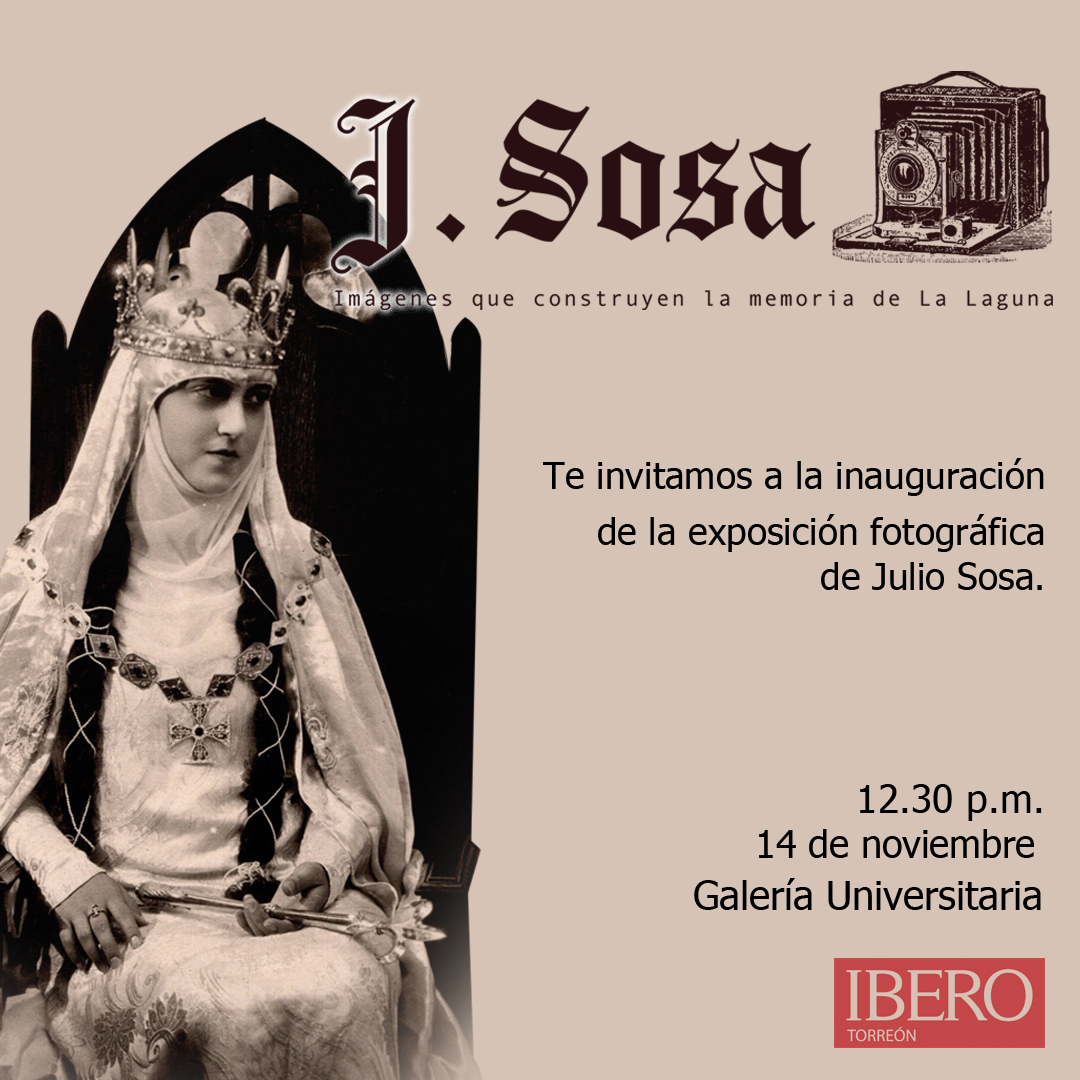 J. Sosa
Imágenes que construyen la memoria de La Laguna
Te invitamos a la inauguración
de la exposición fotográfica
de Julio Sosa.
12.30 p.m.
14 de noviembre
Galería Universitaria
IBERO
TORREÓN